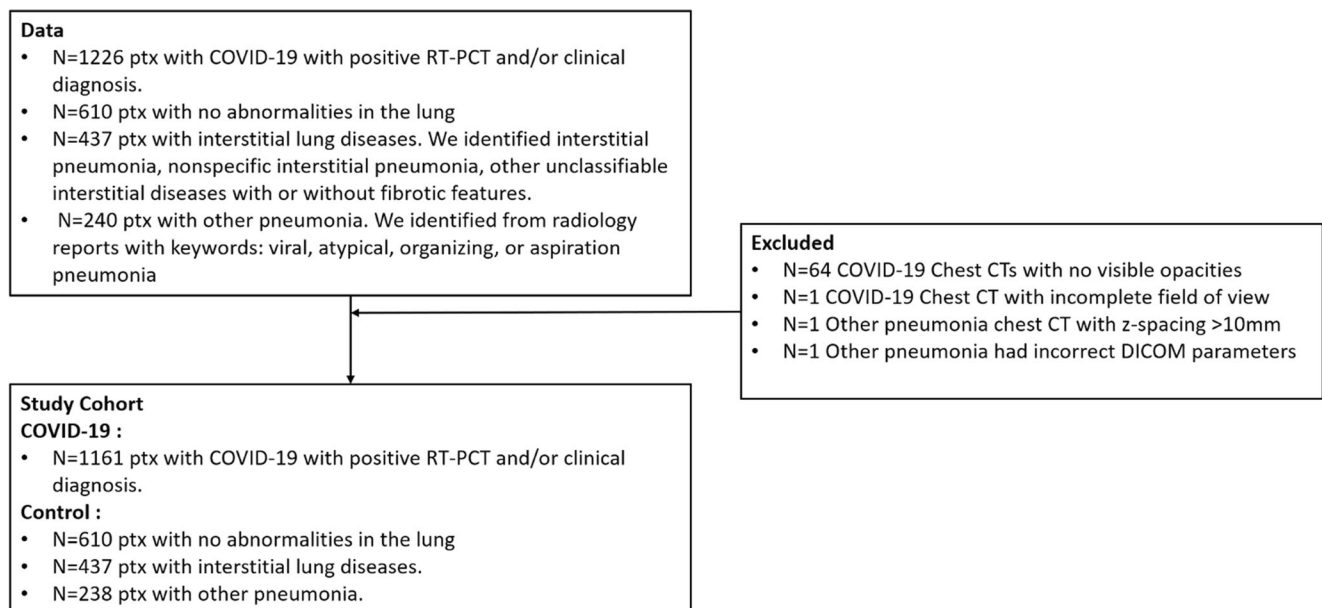 Data
• N=1226 ptx with COVID-19 with positive RT-PCT and/or clinical
diagnosis.
• N=610 ptx with no abnormalities in the lung
• N=437 ptx with interstitial lung diseases. We identified interstitial
pneumonia, nonspecific interstitial pneumonia, other unclassifiable
interstitial diseases with or without fibrotic features.
• N=240 ptx with other pneumonia. We identified from radiology
reports with keywords: viral, atypical, organizing, or aspiration
pneumonia
Excluded
• N=64 COVID-19 Chest CTs with no visible opacities
• N=1 COVID-19 Chest CT with incomplete field of view
• N=1 Other pneumonia chest CT with z-spacing >10mm
• N=1 Other pneumonia had incorrect DICOM parameters
Study Cohort
COVID-19 :
• N=1161 ptx with COVID-19 with positive RT-PCT and/or clinical
diagnosis.
Control :
• N=610 ptx with no abnormalities in the lung
• N=437 ptx with interstitial lung diseases.
• N=238 ptx with other pneumonia.